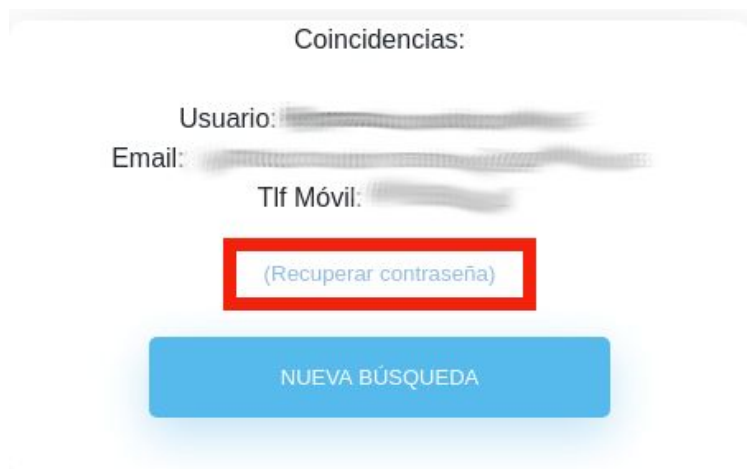 Coincidencias:
Usuario:
Email:
Tlf Móvil:
(Recuperar contraseña)
NUEVA BÚSQUEDA